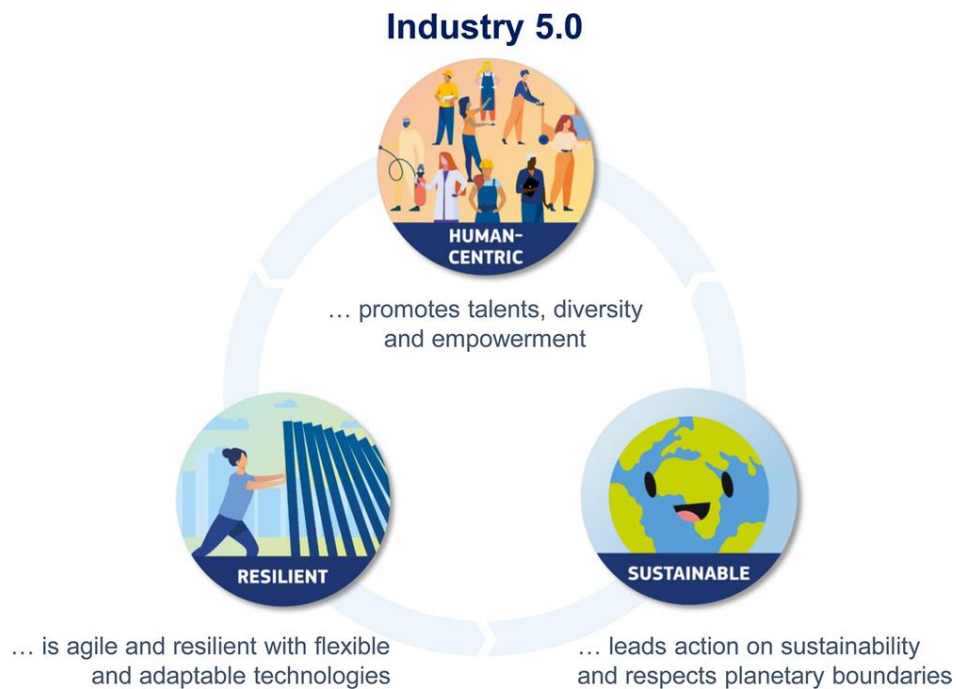 Industry 5.0
HUMAN-
CENTRIC
… promotes talents, diversity
and empowerment
RESILIENT
… is agile and resilient with flexible
and adaptable technologies
SUSTAINABLE
… leads action on sustainability
and respects planetary boundaries